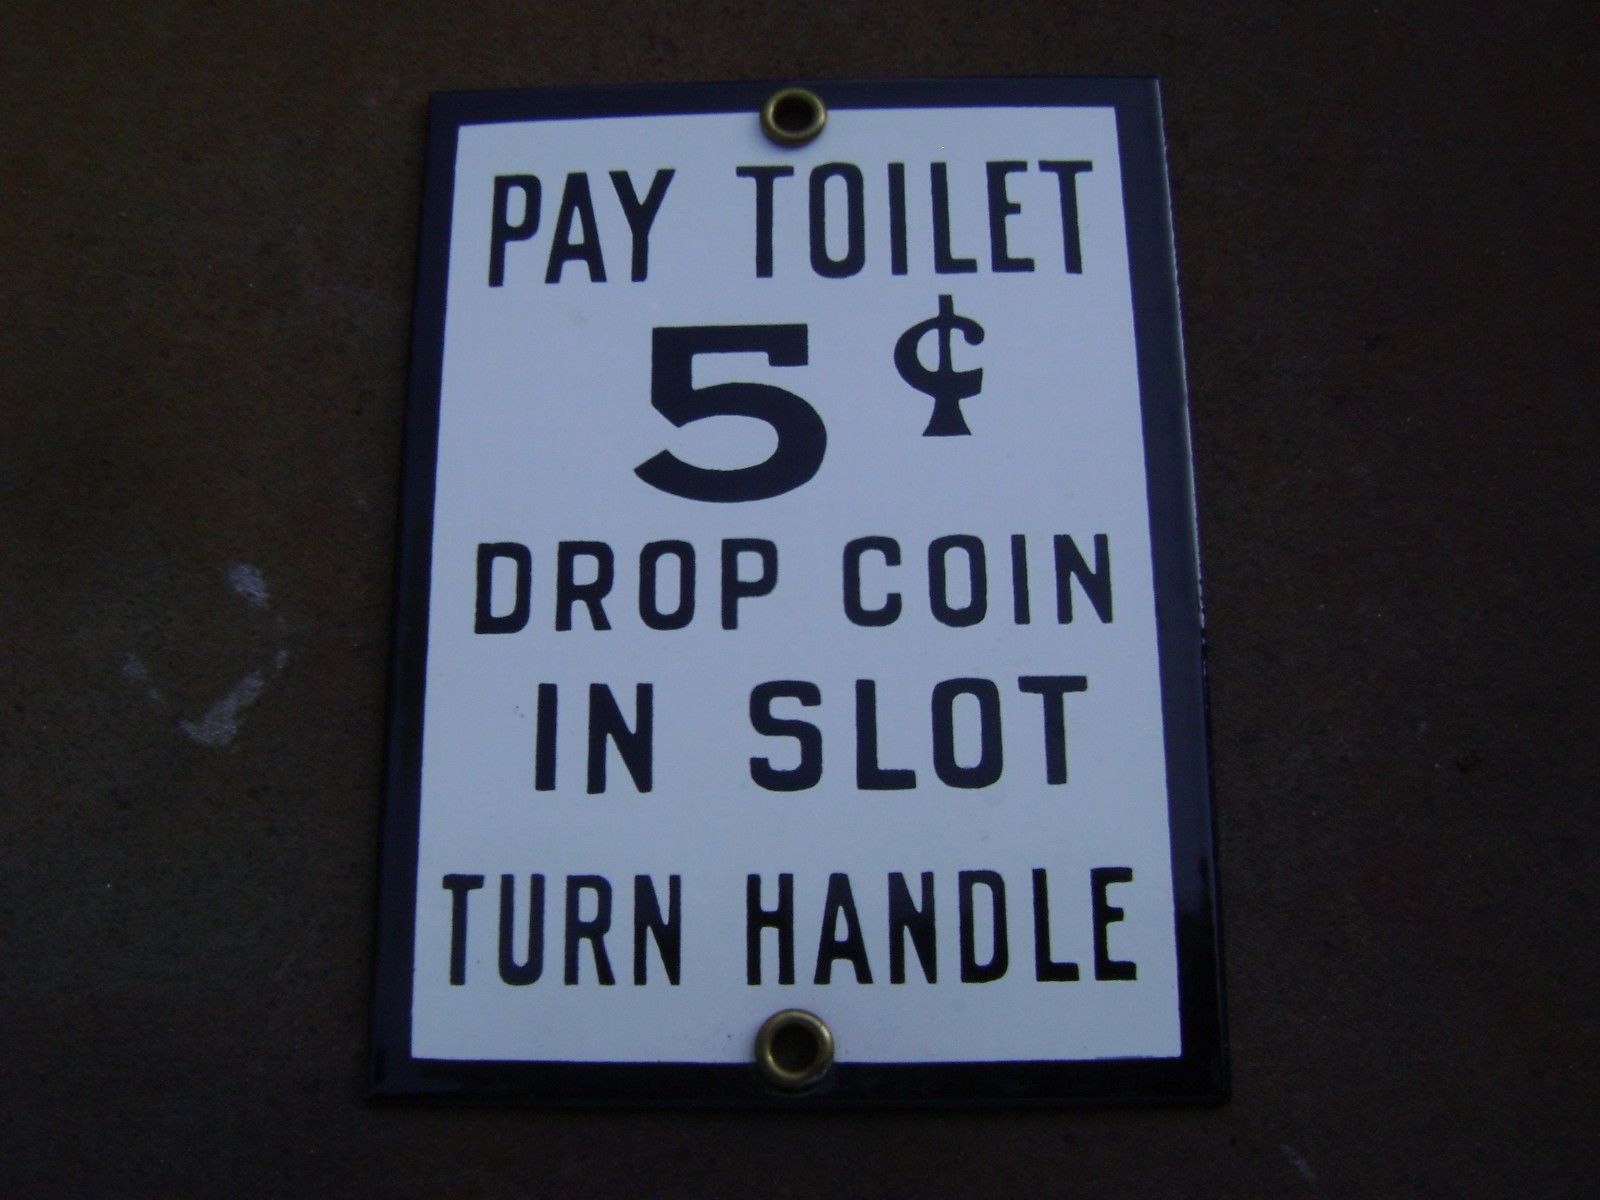 PAY TOILET
5¢
DROP COIN
IN SLOT
TURN HANDLE